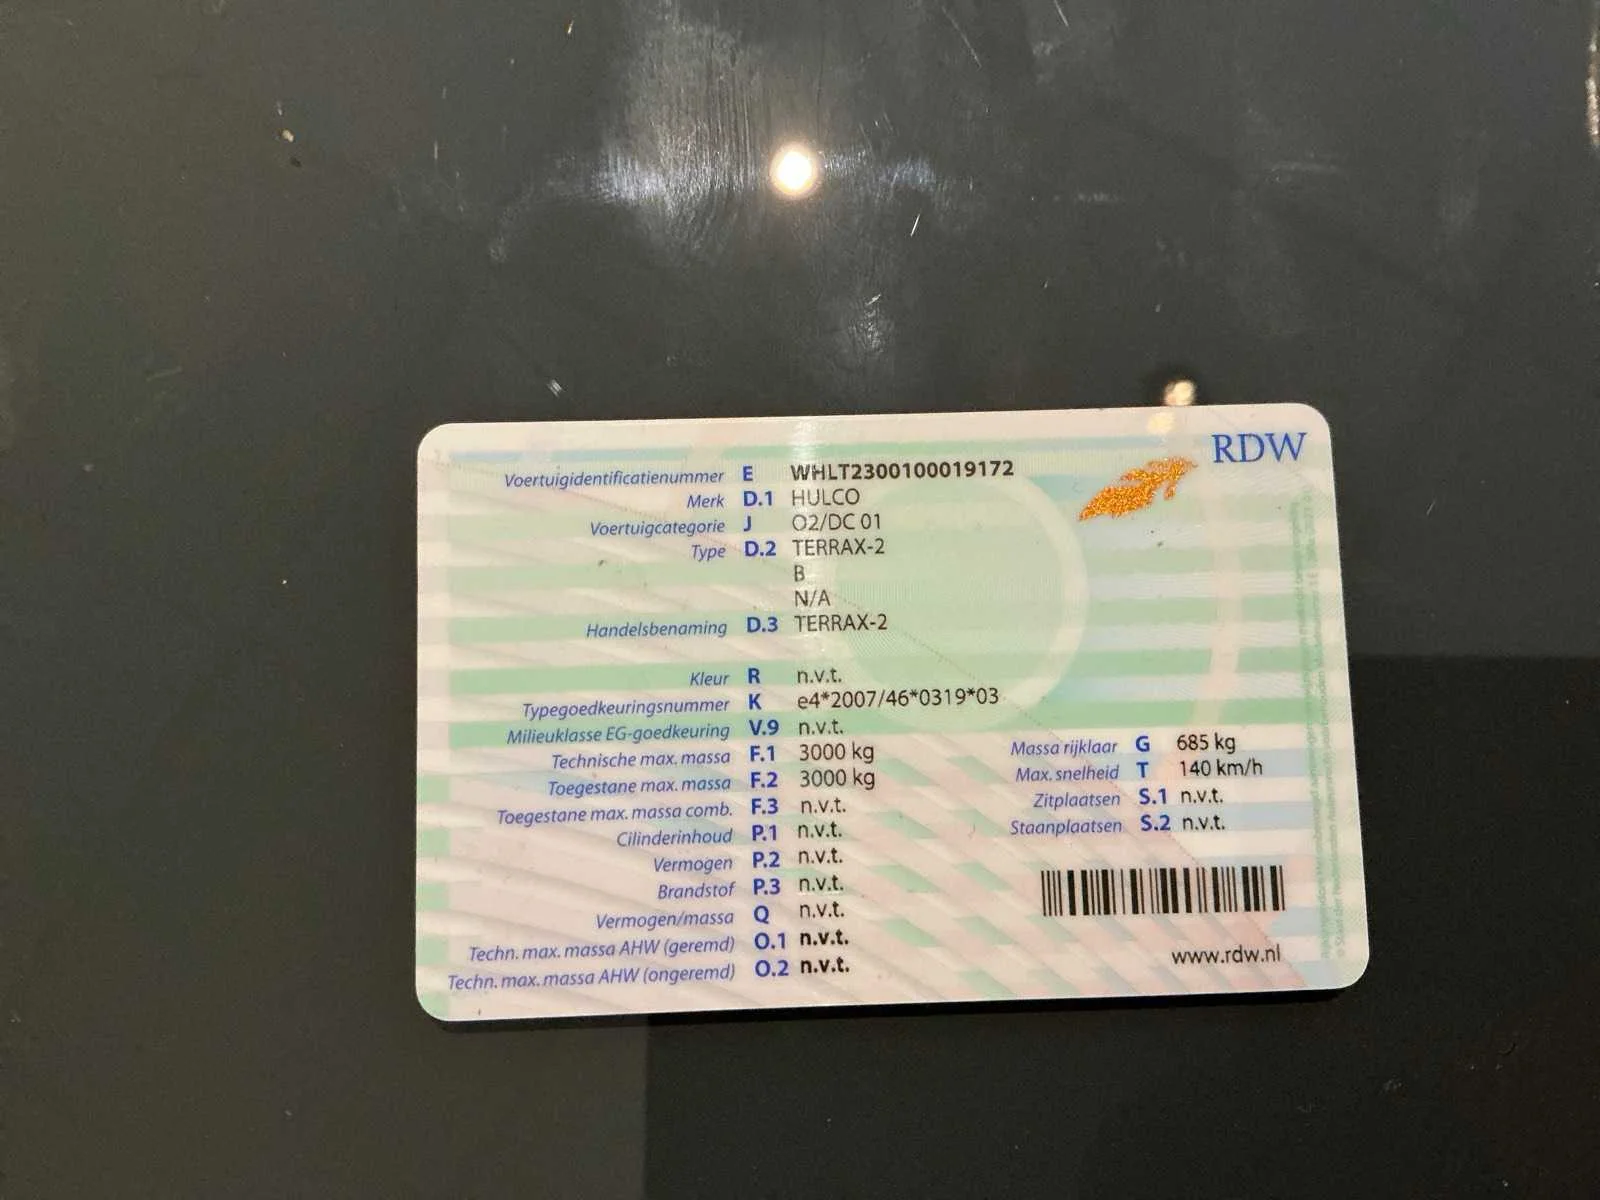 RDW
Voertuigidentificatienummer E WHLT2300100019172
Merk D.1 HULCO
Voertuigcategorie J O2/DC 01
Type D.2 TERRAX-2
B
N/A
Handelsbenaming D.3 TERRAX-2
Kleur R n.v.t.
Typegoedkeuringsnummer K e4*2007/46*0319*03
Milieuklasse EG-goedkeuring V.9 n.v.t.
Technische max. massa F.1 3000 kg
Toegestane max. massa F.2 3000 kg
Toegestane max. massa comb. F.3 n.v.t.
Cilinderinhoud P.1 n.v.t.
Vermogen P.2 n.v.t.
Brandstof P.3 n.v.t.
Vermogen/massa Q n.v.t.
Techn. max. massa AHW (geremd) O.1 n.v.t.
Techn. max. massa AHW (ongeremd) O.2 n.v.t.
Massa rijklaar G 685 kg
Max. snelheid T 140 km/h
Zitplaatsen S.1 n.v.t.
Staanplaatsen S.2 n.v.t.
www.rdw.nl